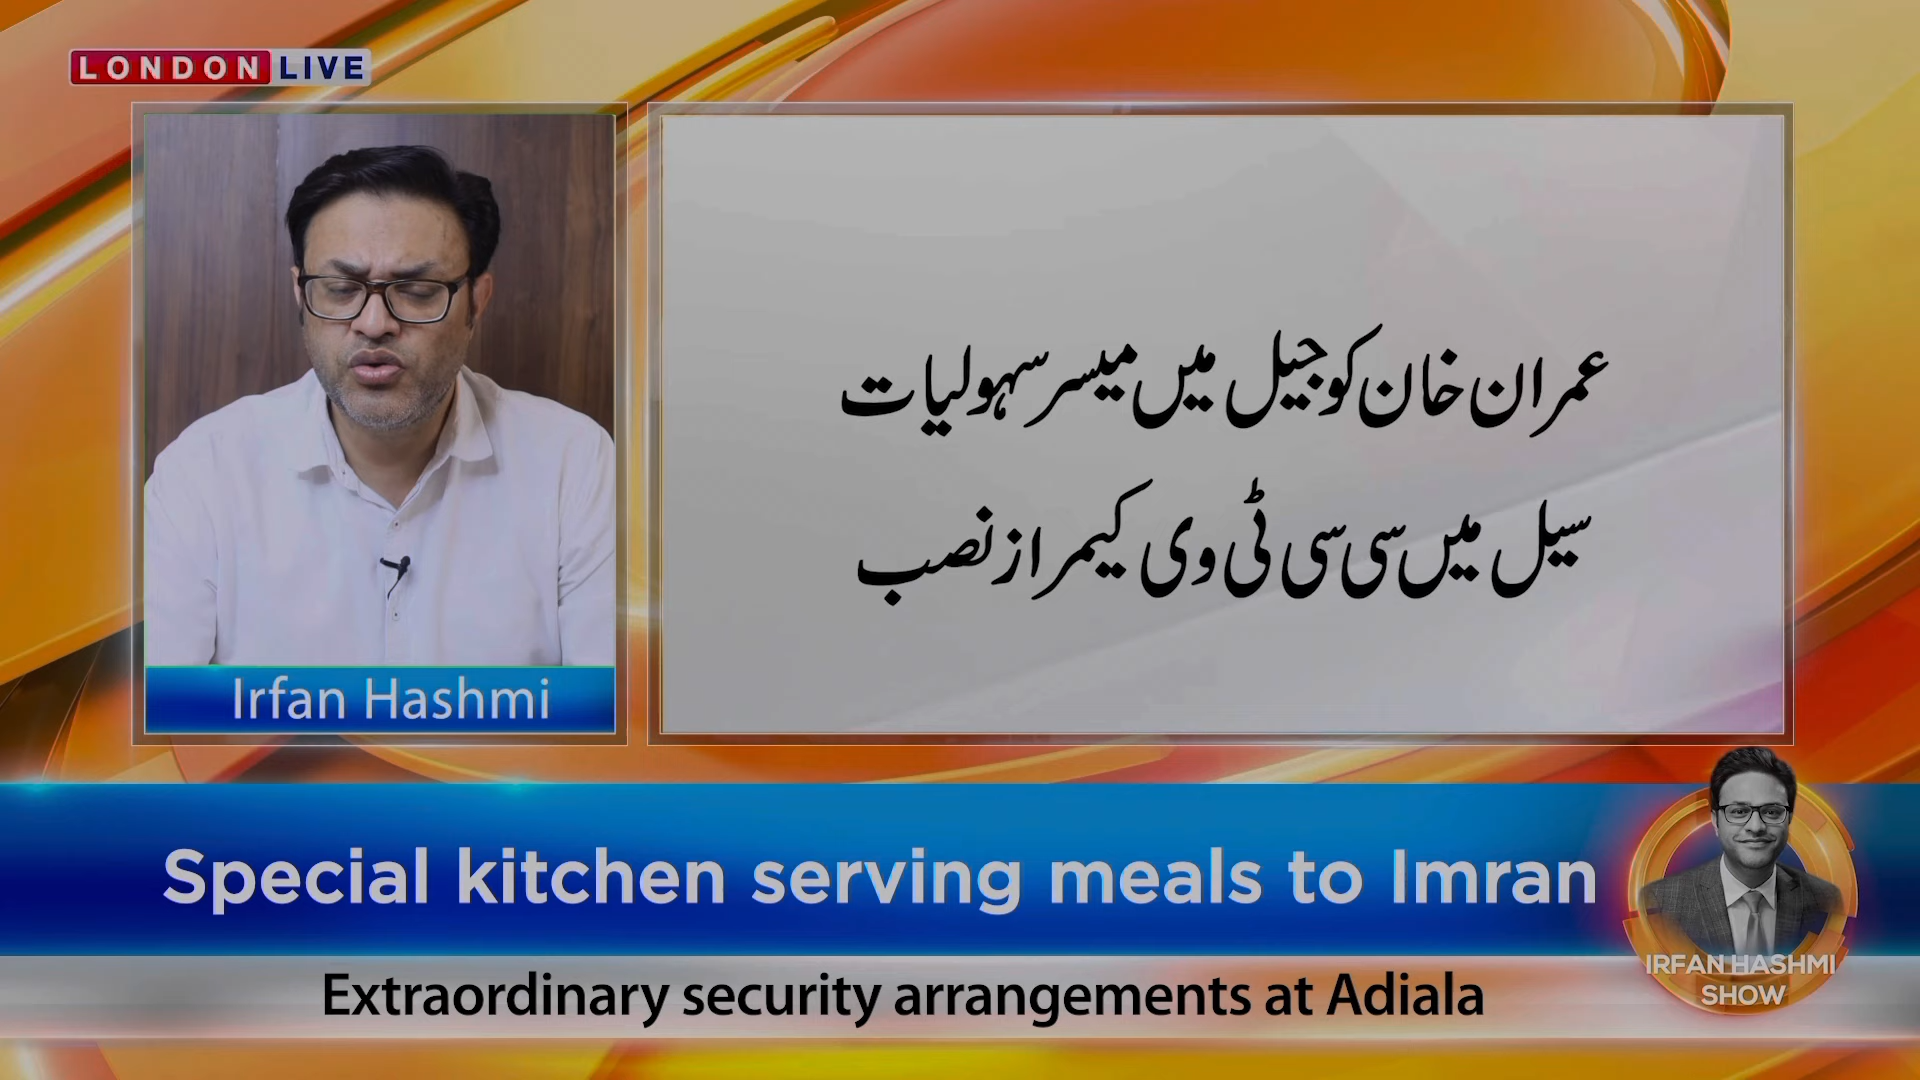 LONDON LIVE
عمران خان کو جیل میں میسر سہولیات
سیل میں سی سی ٹی وی کیمراز نصب
Irfan Hashmi
Special kitchen serving meals to Imran
Extraordinary security arrangements at Adiala
IRFAN HASHMI
SHOW